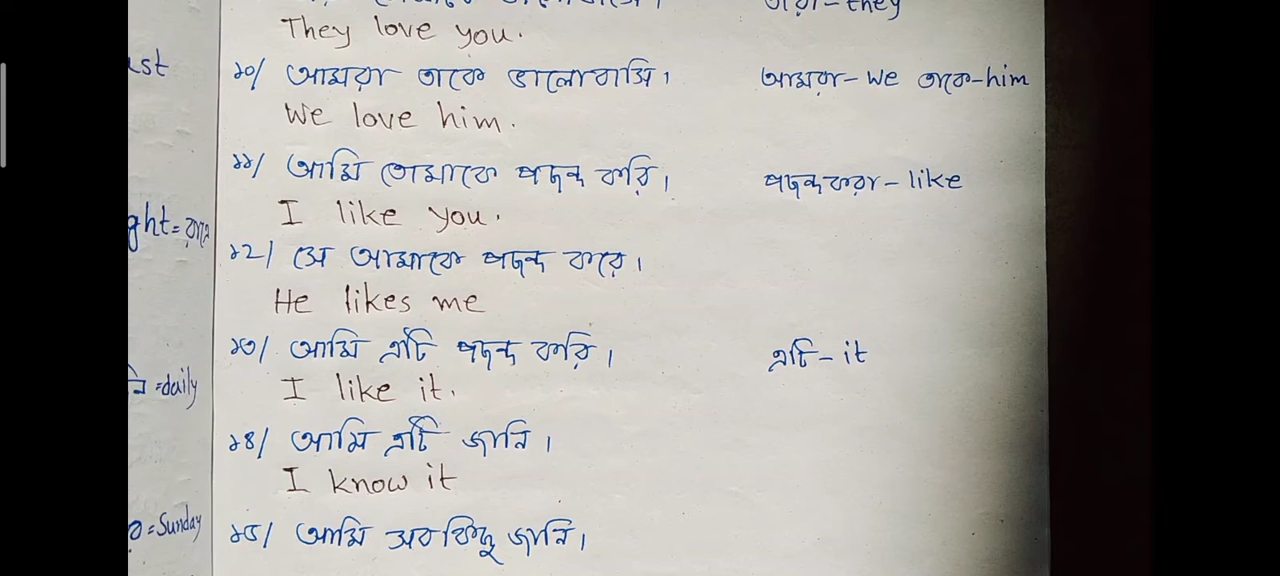 They love you.
তারা-they
১০/ আমরা তাকে ভালোবাসি।
আমরা-we তাকে-him
We love him.
১১/ আমি তোমাকে পছন্দ করি।
পছন্দ করা-like
I like you.
১২/ সে আমাকে পছন্দ করে।
He likes me
১৩/ আমি এটি পছন্দ করি।
এটি-it
I like it.
১৪/ আমি এটি জানি।
I know it
১৫/ আমি সবকিছু জানি।
ght=
=daily
=Sunday